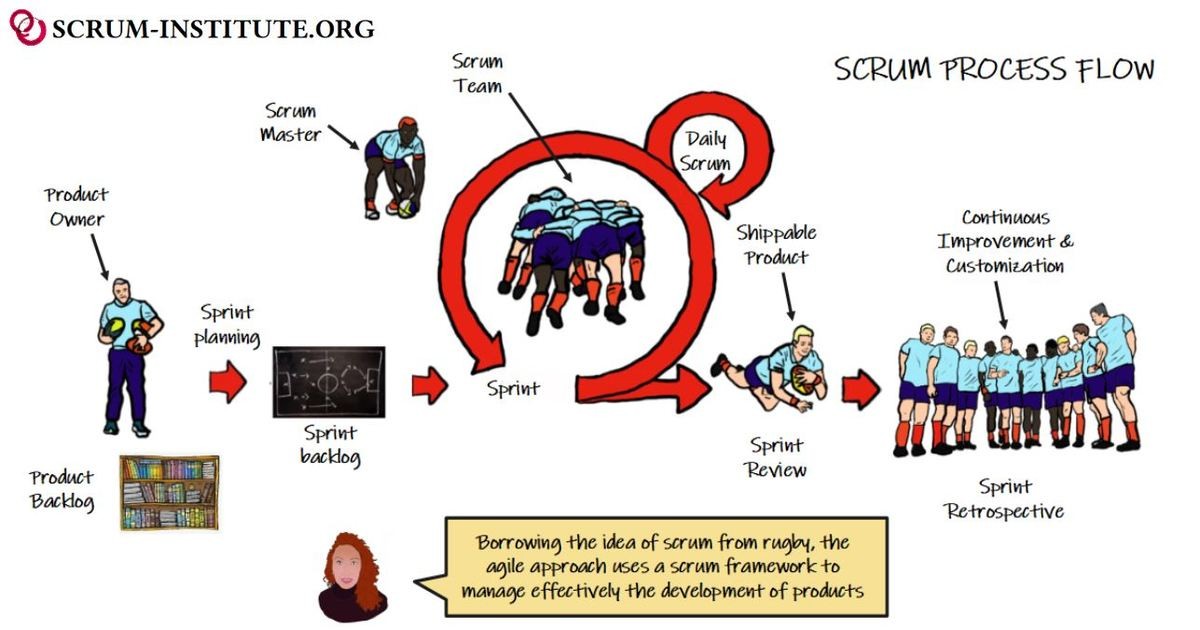 SCRUM-INSTITUTE.ORG
SCRUM PROCESS FLOW
Scrum
Team
Scrum
Master
Daily
Scrum
Product
Owner
Sprint
planning
Shippable
Product
Continuous
Improvement &
Customization
Sprint
Sprint
backlog
Sprint
Review
Product
Backlog
Sprint
Retrospective
Borrowing the idea of scrum from rugby, the
agile approach uses a scrum framework to
manage effectively the development of products